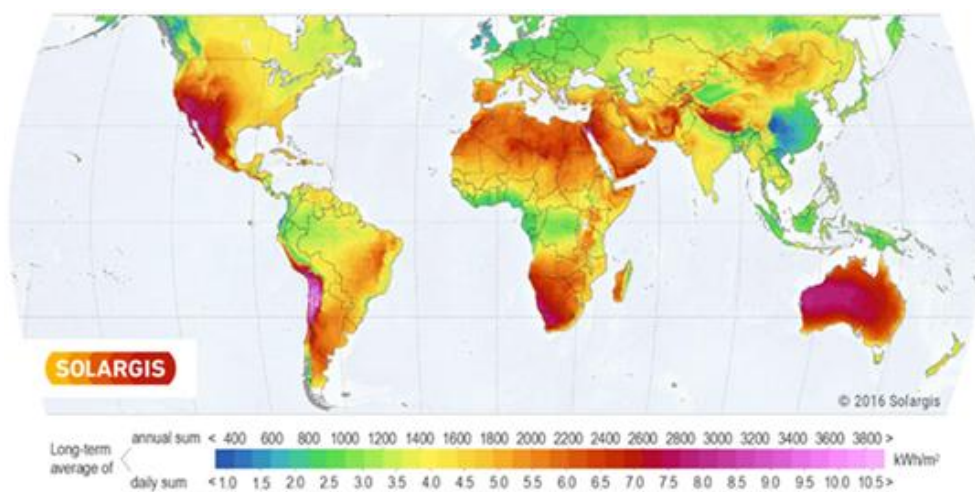 SOLARGIS
© 2016 Solargis
Long-term average of
annual sum < 400 600 800 1000 1200 1400 1600 1800 2000 2200 2400 2600 2800 3000 3200 3400 3600 3800 >
kWh/m²
daily sum < 1.0 1.5 2.0 2.5 3.0 3.5 4.0 4.5 5.0 5.5 6.0 6.5 7.0 7.5 8.0 8.5 9.0 9.5 10.0 10.5 >